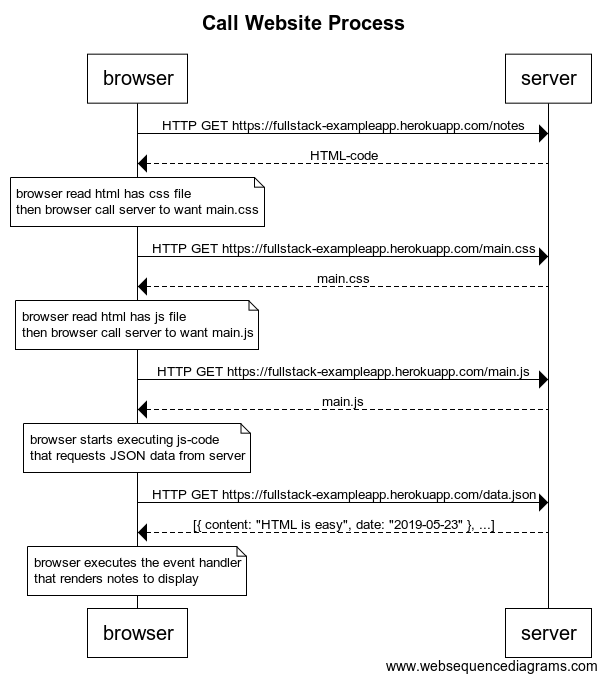 Call Website Process
browser
server
HTTP GET https://fullstack-exampleapp.herokuapp.com/notes
HTML-code
browser read html has css file
then browser call server to want main.css
HTTP GET https://fullstack-exampleapp.herokuapp.com/main.css
main.css
browser read html has js file
then browser call server to want main.js
HTTP GET https://fullstack-exampleapp.herokuapp.com/main.js
main.js
browser starts executing js-code
that requests JSON data from server
HTTP GET https://fullstack-exampleapp.herokuapp.com/data.json
[{ content: "HTML is easy", date: "2019-05-23" }, ...]
browser executes the event handler
that renders notes to display
browser
server
www.websequencediagrams.com